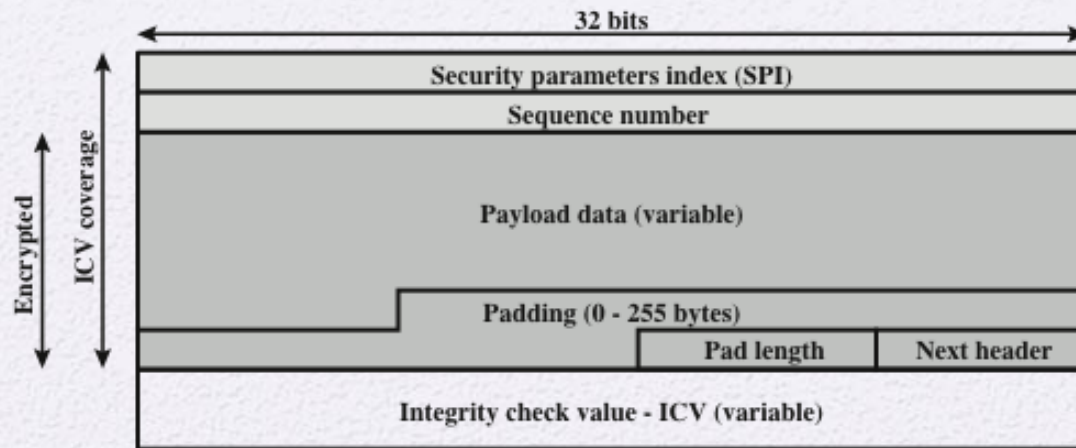 32 bits
Security parameters index (SPI)
Sequence number
Encrypted
ICV coverage
Payload data (variable)
Padding (0 - 255 bytes)
Pad length
Next header
Integrity check value - ICV (variable)